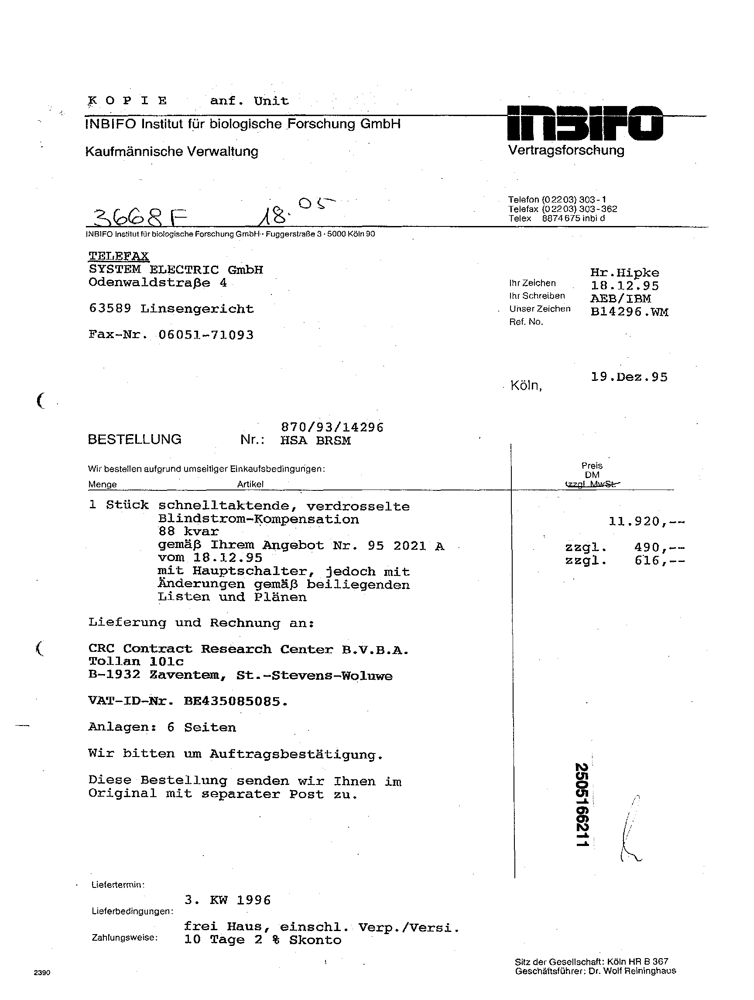 K O P I E anf. Unit
INBIFO Institut für biologische Forschung GmbH
INBIFO
Kaufmännische Verwaltung
Vertragsforschung
3668F 18. 05
Telefon (0 22 03) 303 - 1
Telefax (0 22 03) 303 - 362
Telex 8874 675 inbi d
INBIFO Institut für biologische Forschung GmbH · Fuggerstraße 3 · 5000 Köln 90
TELEFAX
SYSTEM ELECTRIC GmbH
Odenwaldstraße 4
63589 Linsengericht
Fax-Nr. 06051-71093
Hr.Hipke
Ihr Zeichen 18.12.95
Ihr Schreiben AEB/IBM
Unser Zeichen B14296.WM
Ref. No.
Köln, 19.Dez.95
870/93/14296
BESTELLUNG Nr.: HSA BRSM
Wir bestellen aufgrund umseitiger Einkaufsbedingungen:
Preis
DM
Menge Artikel zzgl. MwSt.
1 Stück schnelltaktende, verdrosselte
Blindstrom-Kompensation 11.920,--
88 kvar
gemäß Ihrem Angebot Nr. 95 2021 A zzgl. 490,--
vom 18.12.95 zzgl. 616,--
mit Hauptschalter, jedoch mit
Änderungen gemäß beiliegenden
Listen und Plänen
Lieferung und Rechnung an:
CRC Contract Research Center B.V.B.A.
Tollan 101c
B-1932 Zaventem, St.-Stevens-Woluwe
VAT-ID-Nr. BE435085085.
Anlagen: 6 Seiten
Wir bitten um Auftragsbestätigung.
Diese Bestellung senden wir Ihnen im
Original mit separater Post zu.
2505166211
Liefertermin:
3. KW 1996
Lieferbedingungen:
frei Haus, einschl. Verp./Versi.
Zahlungsweise: 10 Tage 2 % Skonto
Sitz der Gesellschaft: Köln HR B 367
Geschäftsführer: Dr. Wolf Reininghaus
2390